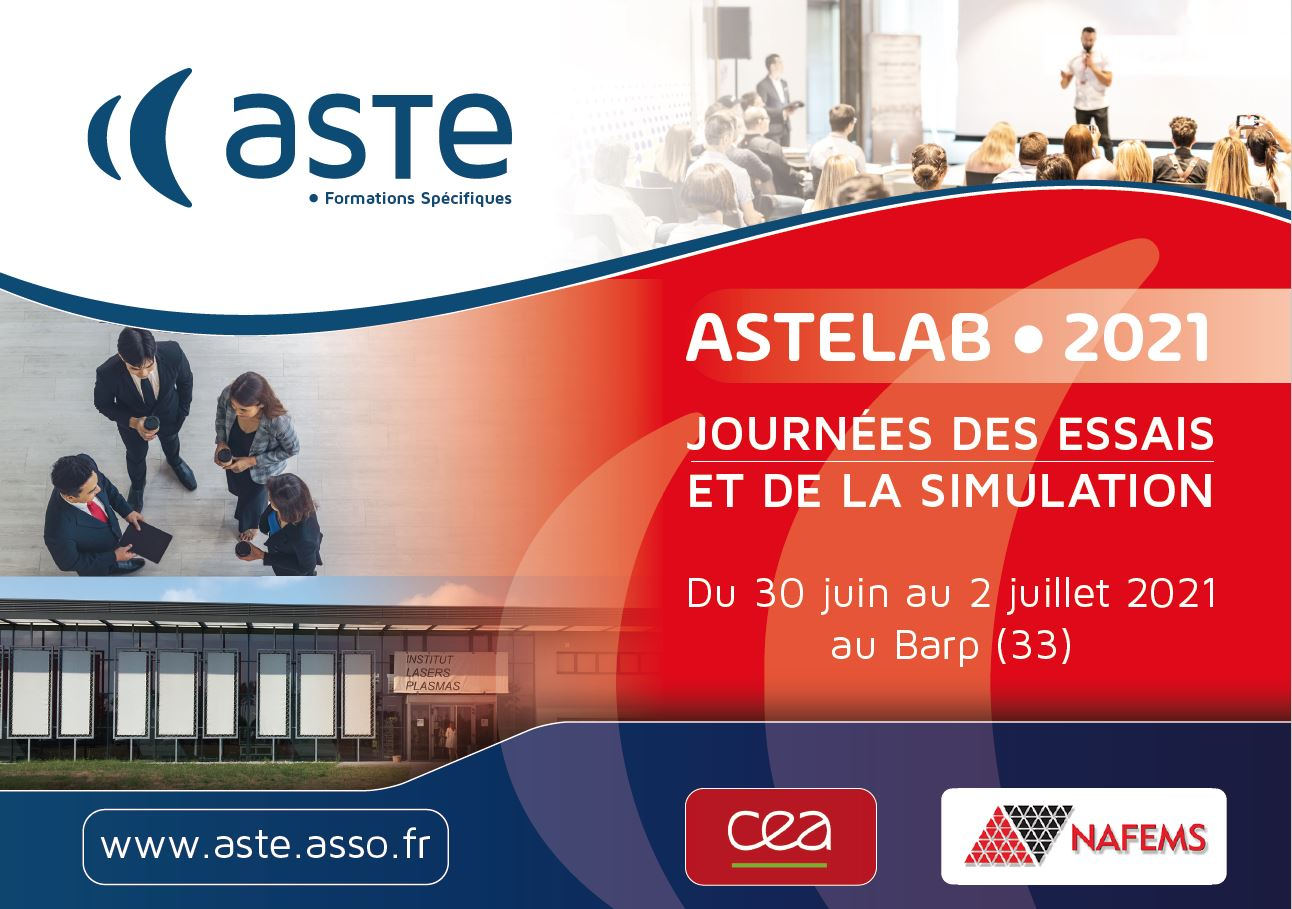 aste
• Formations Spécifiques
ASTELAB • 2021
JOURNÉES DES ESSAIS
ET DE LA SIMULATION
Du 30 juin au 2 juillet 2021
au Barp (33)
INSTITUT
LASERS
PLASMAS
www.aste.asso.fr
cea
NAFEMS